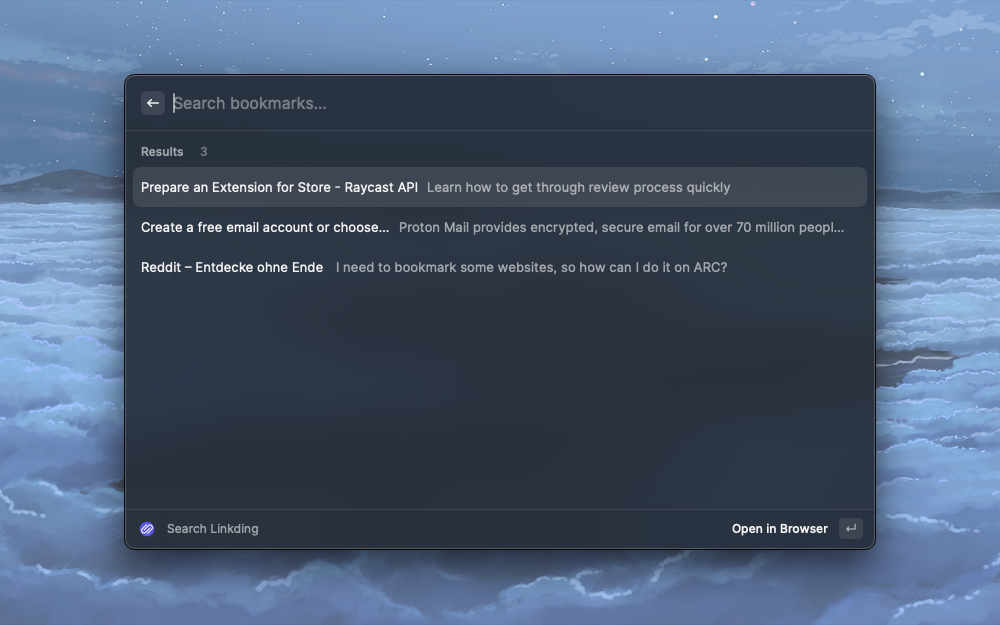 Search bookmarks...
Results 3
Prepare an Extension for Store - Raycast API Learn how to get through review process quickly
Create a free email account or choose... Proton Mail provides encrypted, secure email for over 70 million peopl...
Reddit – Entdecke ohne Ende I need to bookmark some websites, so how can I do it on ARC?
Search Linkding Open in Browser